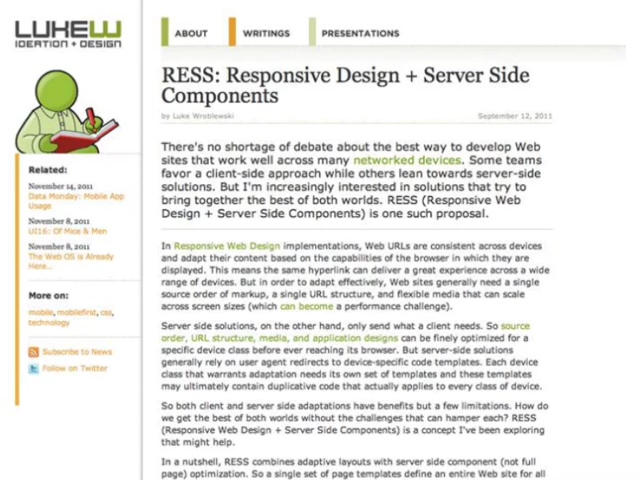 LUKEW
IDEATION + DESIGN
ABOUT
WRITINGS
PRESENTATIONS
RESS: Responsive Design + Server Side
Components
by Luke Wroblewski
September 12, 2011
There's no shortage of debate about the best way to develop Web
sites that work well across many networked devices. Some teams
favor a client-side approach while others lean towards server-side
solutions. But I'm increasingly interested in solutions that try to
bring together the best of both worlds. RESS (Responsive Web
Design + Server Side Components) is one such proposal.
In Responsive Web Design implementations, Web URLs are consistent across devices
and adapt their content based on the capabilities of the browser in which they are
displayed. This means the same hyperlink can deliver a great experience across a wide
range of devices. But in order to adapt effectively, Web sites generally need a single
source order of markup, a single URL structure, and flexible media that can scale
across screen sizes (which can become a performance challenge).
Server side solutions, on the other hand, only send what a client needs. So source
order, URL structure, media, and application designs can be finely optimized for a
specific device class before ever reaching its browser. But server-side solutions
generally rely on user agent redirects to device-specific code templates. Each device
class that warrants adaptation needs its own set of templates and these templates
may ultimately contain duplicative code that actually applies to every class of device.
So both client and server side adaptations have benefits but a few limitations. How do
we get the best of both worlds without the challenges that can hamper each? RESS
(Responsive Web Design + Server Side Components) is a concept I've been exploring
that might help.
In a nutshell, RESS combines adaptive layouts with server side component (not full
page) optimization. So a single set of page templates define an entire Web site for all
Related:
November 14, 2011
Data Monday: Mobile App
Usage
November 8, 2011
UI16: Of Mice & Men
November 8, 2011
The Web OS is Already
Here...
More on:
mobile, mobilefirst, css,
technology
Subscribe to News
Follow on Twitter